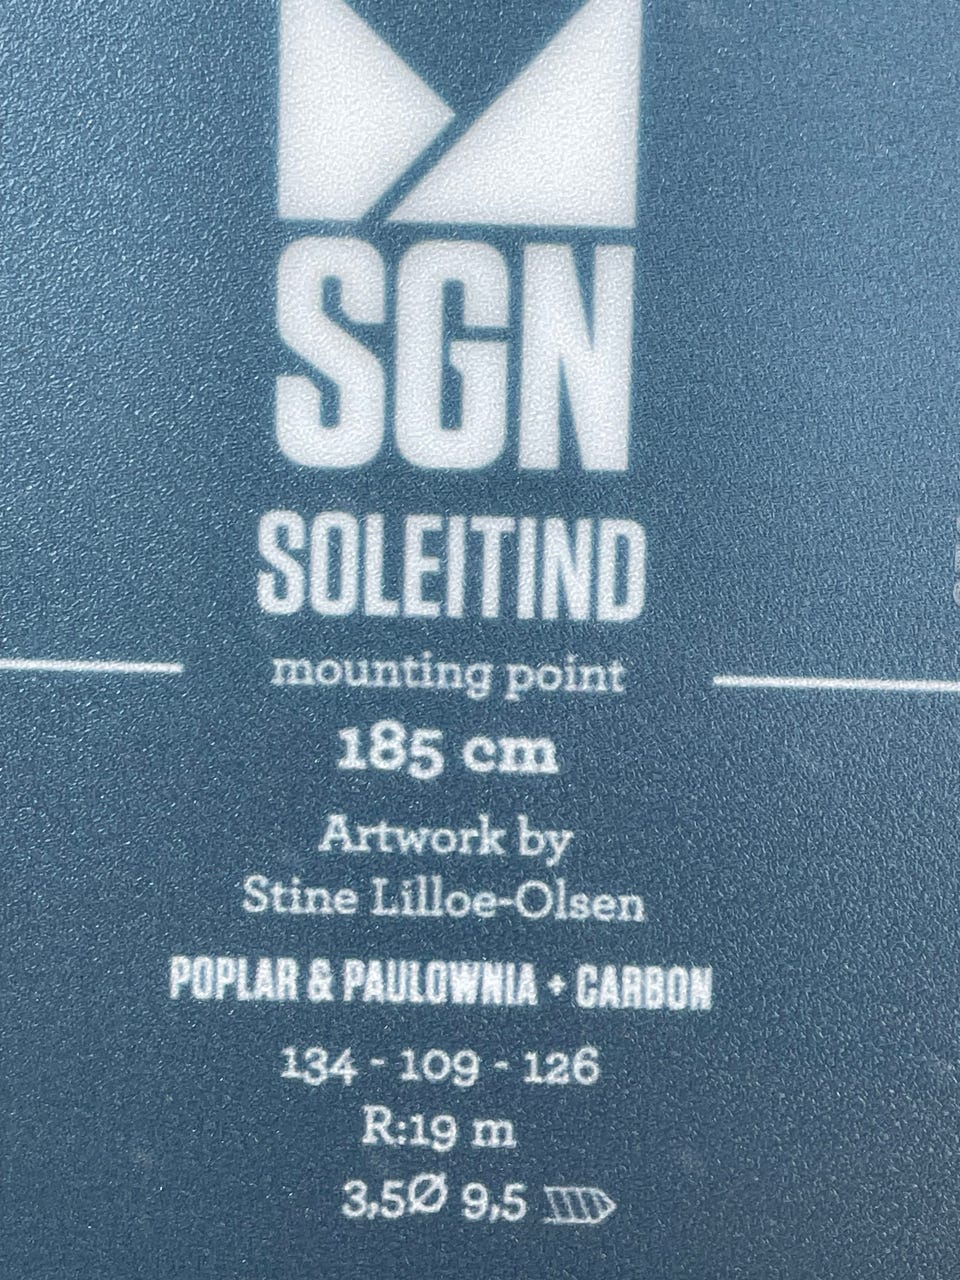 SGN
SOLEITIND
mounting point
185 cm
Artwork by
Stine Lilloe-Olsen
POPLAR & PAULOWNIA + CARBON
134 - 109 - 126
R:19 m
3,5Ø 9,5